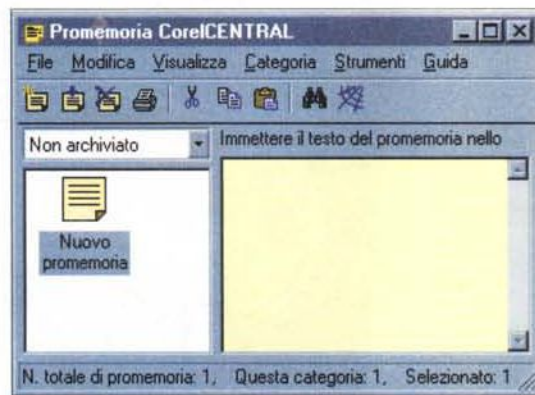 Promemoria CorelCENTRAL
File Modifica Visualizza Categoria Strumenti Guida
Non archiviato
Immettere il testo del promemoria nello
Nuovo
promemoria
N. totale di promemoria: 1, Questa categoria: 1, Selezionato: 1